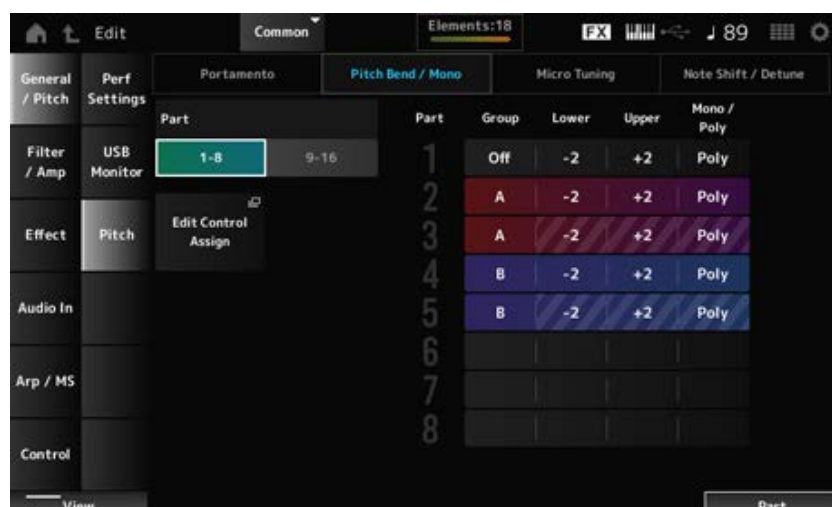 Edit Common Elements:18 FX 89
General / Pitch
Perf Settings
Portamento Pitch Bend / Mono Micro Tuning Note Shift / Detune
Part
Part Group Lower Upper Mono / Poly
1-8 9-16
1 Off -2 +2 Poly
Filter / Amp
USB Monitor
2 A -2 +2 Poly
Edit Control Assign
Effect
Pitch
3 A -2 +2 Poly
4 B -2 +2 Poly
Audio In
5 B -2 +2 Poly
6
Arp / MS
7
8
Control
View
Part